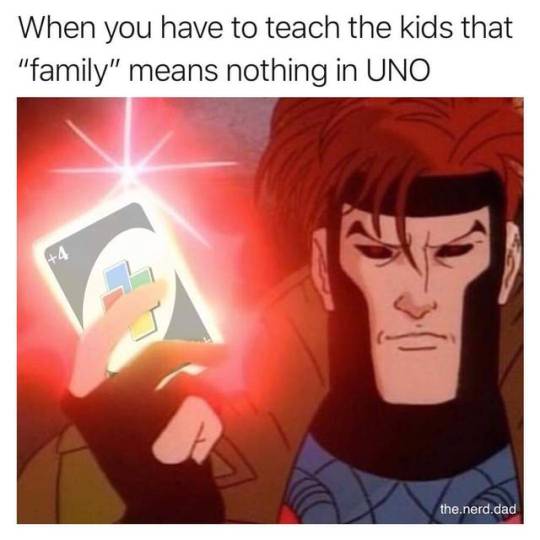 When you have to teach the kids that
“family” means nothing in UNO
+4
the.nerd.dad